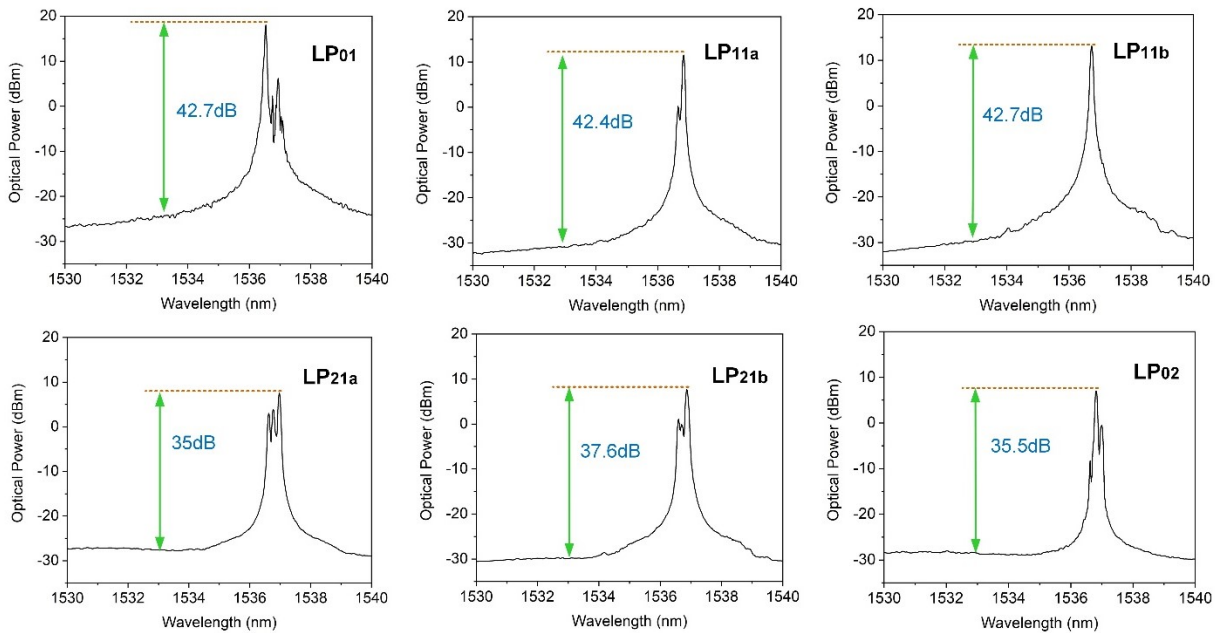 20
10
0
-10
-20
-30
1530 1532 1534 1536 1538 1540
Optical Power (dBm)
Wavelength (nm)
42.7dB
LP01
20
10
0
-10
-20
-30
1530 1532 1534 1536 1538 1540
Optical Power (dBm)
Wavelength (nm)
42.4dB
LP11a
20
10
0
-10
-20
-30
1530 1532 1534 1536 1538 1540
Optical Power (dBm)
Wavelength (nm)
42.7dB
LP11b
20
10
0
-10
-20
-30
1530 1532 1534 1536 1538 1540
Optical Power (dBm)
Wavelength (nm)
35dB
LP21a
20
10
0
-10
-20
-30
1530 1532 1534 1536 1538 1540
Optical Power (dBm)
Wavelength (nm)
37.6dB
LP21b
20
10
0
-10
-20
-30
1530 1532 1534 1536 1538 1540
Optical Power (dBm)
Wavelength (nm)
35.5dB
LP02